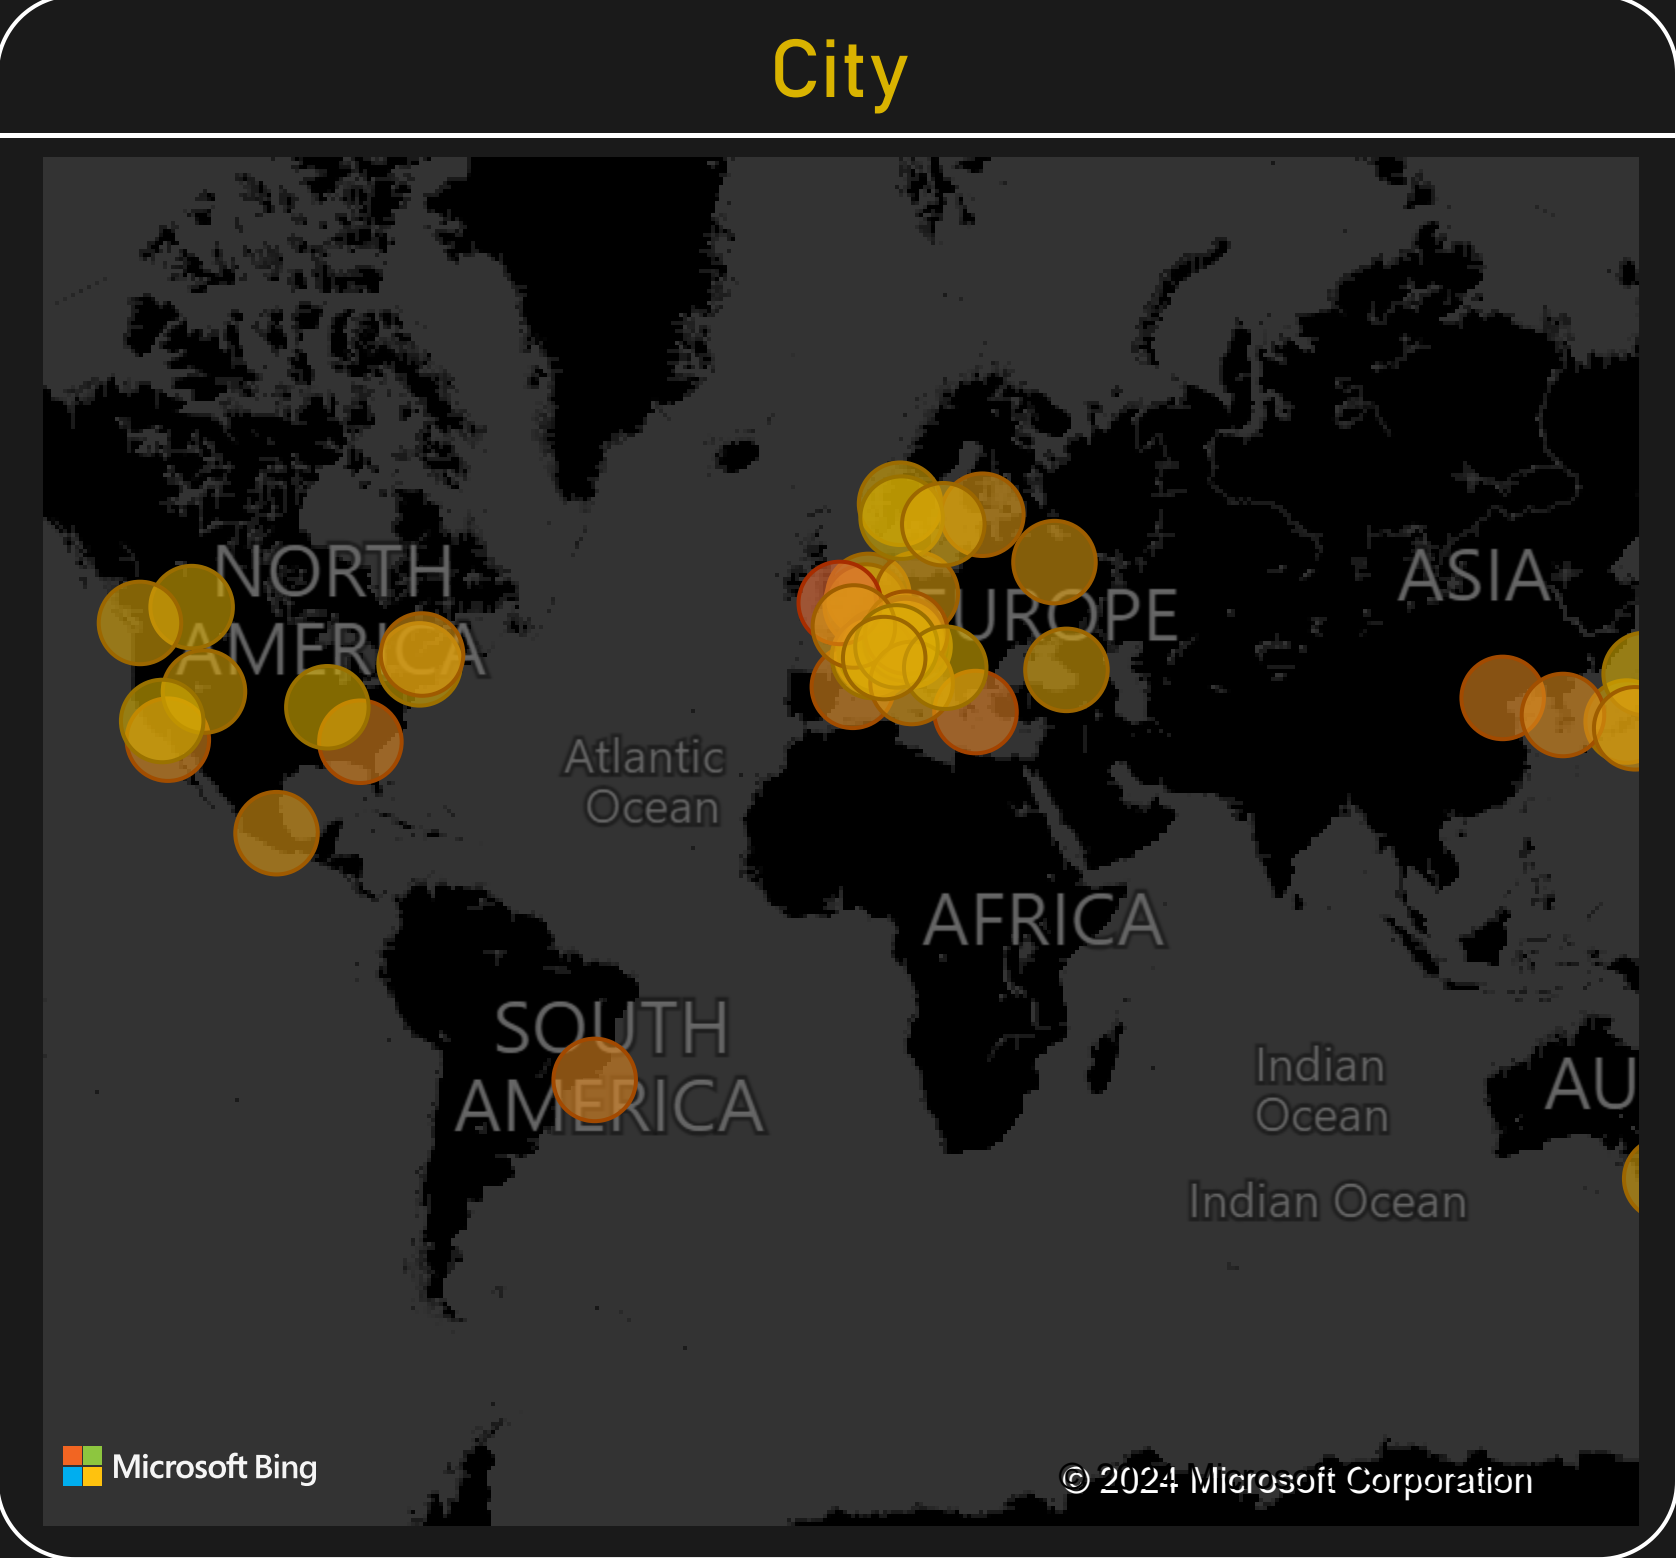 City
NORTH
AMERICA
EUROPE
ASIA
Atlantic
Ocean
AFRICA
SOUTH
AMERICA
Indian
Ocean
AU
Indian Ocean
Microsoft Bing
© 2024 Microsoft Corporation